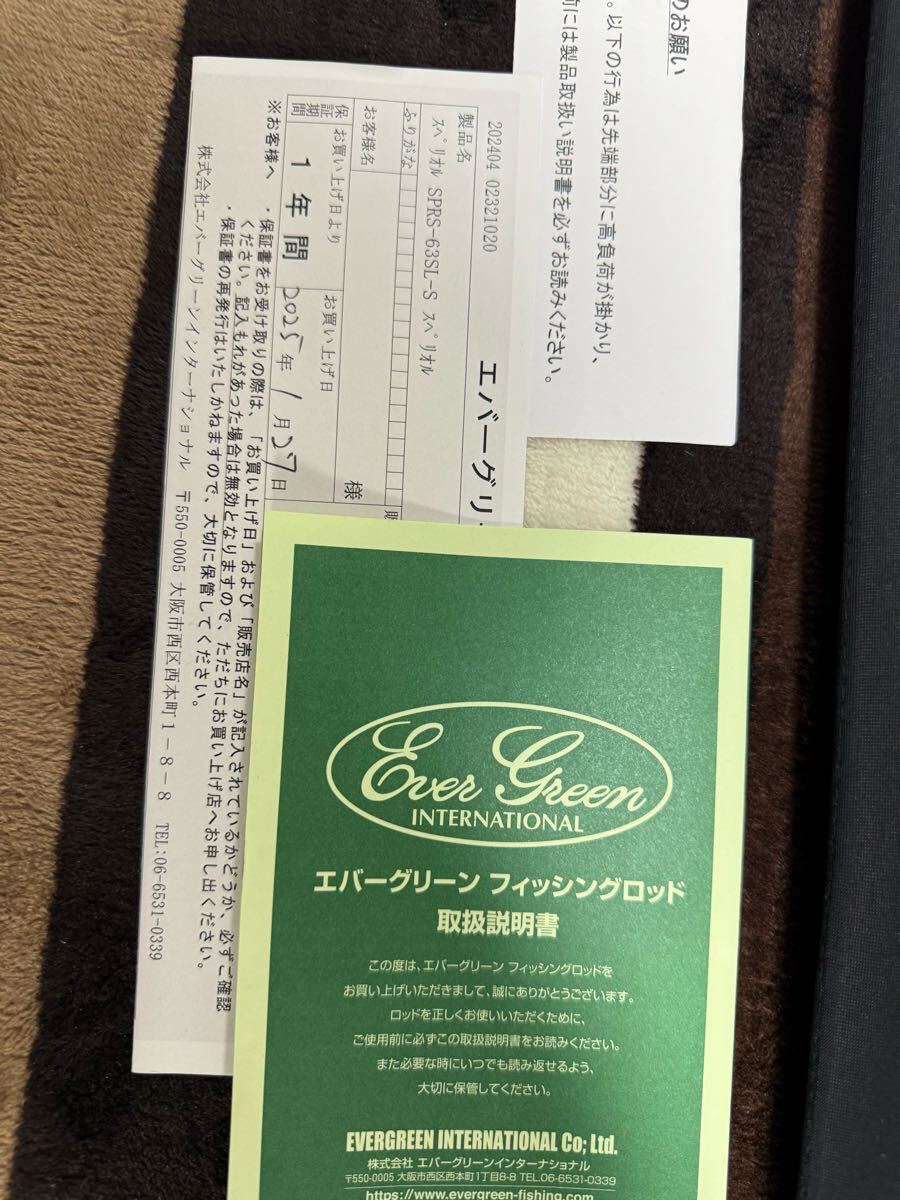 のお願い
。以下の行為は先端部分に高負荷が掛かり、
前には製品取扱い説明書を必ずお読みください。
エバーグリ
202404 02321020
製品名
スペリオル SPRS-63SL-S スペリオル
ふりがな
お客様名
様
保証期間
お買い上げ日より
1年間
お買い上げ日
2025年1月27日
※お客様へ
・保証書をお受け取りの際は、「お買い上げ日」および「販売店名」が記入されているかどうか、必ずご確認
ください。記入もれがあった場合は無効となりますので、ただちにお買い上げ店へお申し出ください。
・保証書の再発行はいたしかねますので、大切に保管してください。
株式会社エバーグリーンインターナショナル 〒550-0005 大阪市西区西本町1-8-8 TEL:06-6531-0339
Ever Green
INTERNATIONAL
エバーグリーン フィッシングロッド
取扱説明書
この度は、エバーグリーン フィッシングロッドを
お買い上げいただきまして、誠にありがとうございます。
ロッドを正しくお使いいただくために、
ご使用前に必ずこの取扱説明書をお読みください。
また必要な時にいつでも読み返せるよう、
大切に保管してください。
EVERGREEN INTERNATIONAL Co; Ltd.
株式会社 エバーグリーンインターナショナル
〒550-0005 大阪市西区西本町1丁目8-8 TEL.06-6531-0339
https://www.evergreen-fishing.com